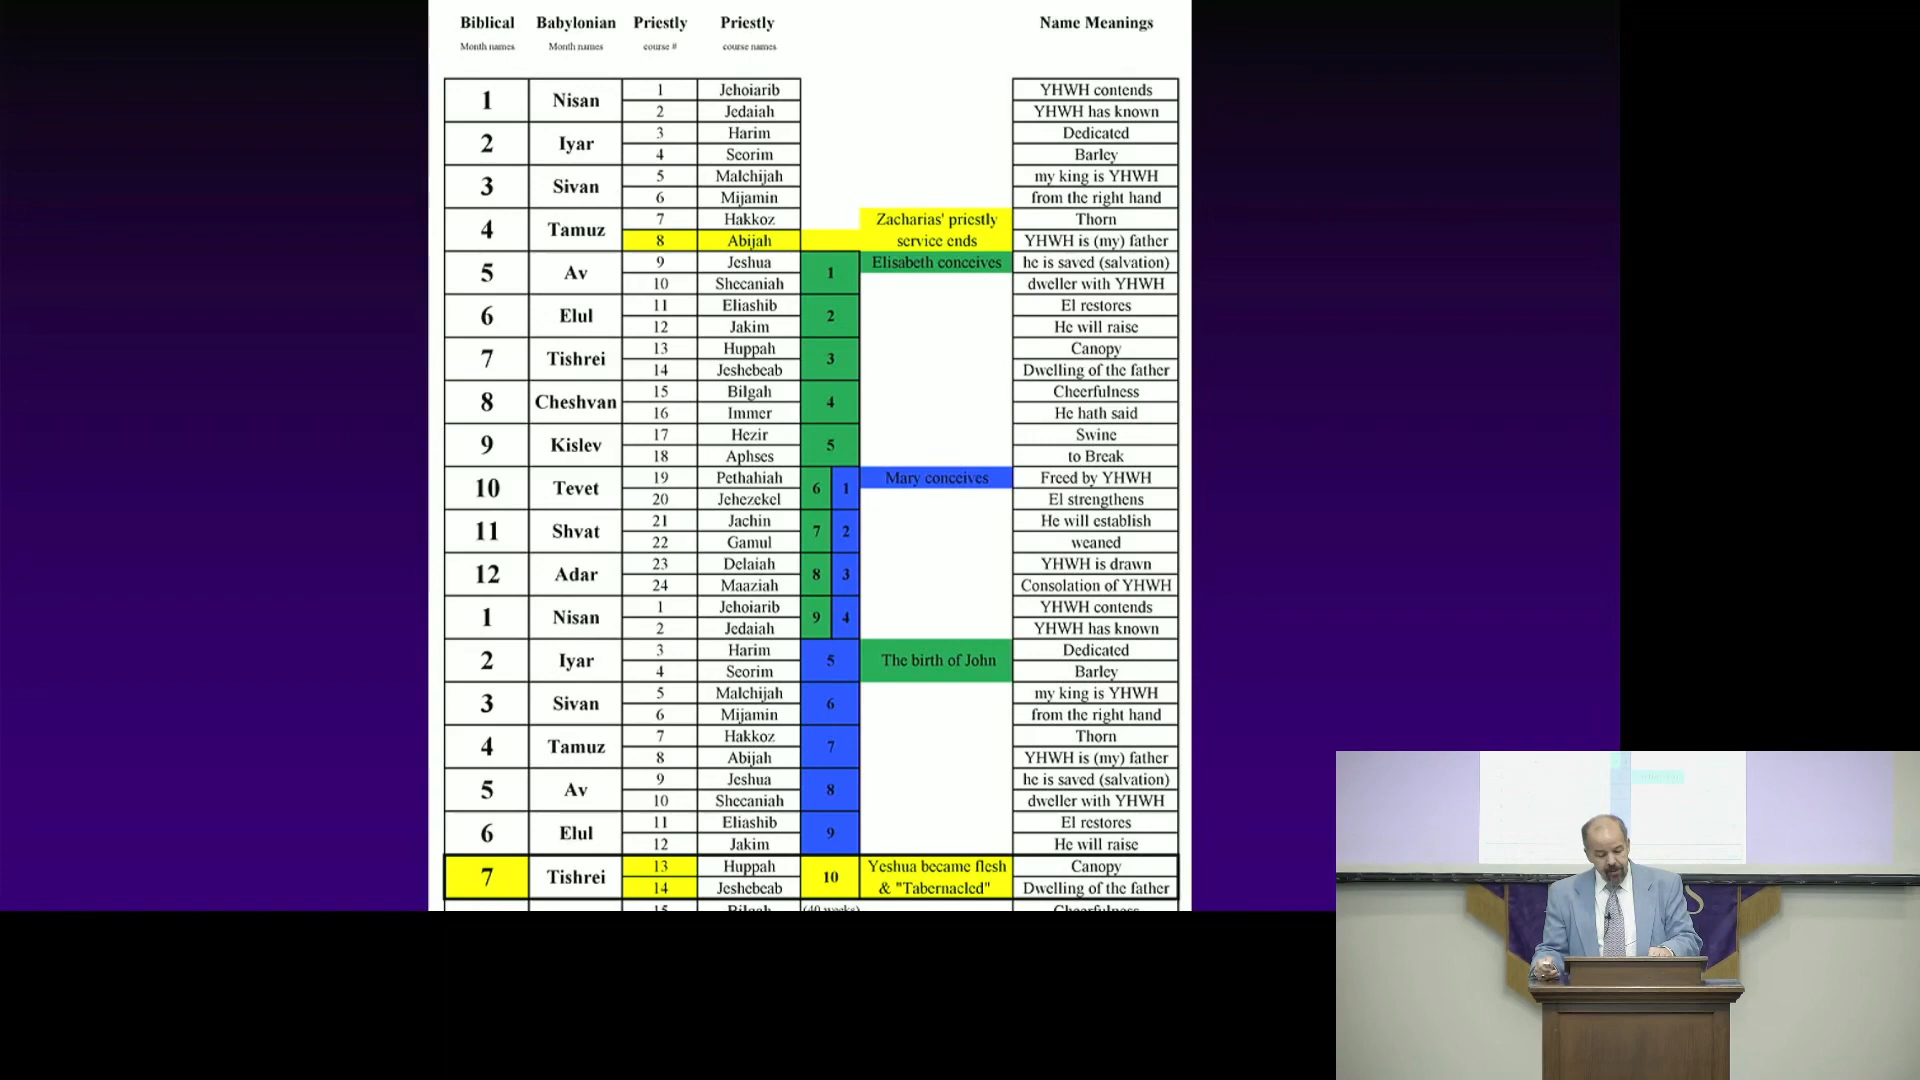 Biblical Babylonian Priestly Priestly Name Meanings
Month names Month names course # course names
1 Nisan 1 Jehoiarib YHWH contends
2 Jedaiah YHWH has known
2 Iyar 3 Harim Dedicated
4 Seorim Barley
3 Sivan 5 Malchijah my king is YHWH
6 Mijamin from the right hand
4 Tamuz 7 Hakkoz Zacharias' priestly Thorn
8 Abijah service ends YHWH is (my) father
5 Av 9 Jeshua 1 Elisabeth conceives he is saved (salvation)
10 Shecaniah dweller with YHWH
6 Elul 11 Eliashib 2 El restores
12 Jakim He will raise
7 Tishrei 13 Huppah 3 Canopy
14 Jeshebeab Dwelling of the father
8 Cheshvan 15 Bilgah 4 Cheerfulness
16 Immer He hath said
9 Kislev 17 Hezir 5 Swine
18 Aphses to Break
10 Tevet 19 Pethahiah 6 1 Mary conceives Freed by YHWH
20 Jehezekel El strengthens
11 Shvat 21 Jachin 7 2 He will establish
22 Gamul weaned
12 Adar 23 Delaiah 8 3 YHWH is drawn
24 Maaziah Consolation of YHWH
1 Nisan 1 Jehoiarib 9 4 YHWH contends
2 Jedaiah YHWH has known
2 Iyar 3 Harim 5 The birth of John Dedicated
4 Seorim Barley
3 Sivan 5 Malchijah 6 my king is YHWH
6 Mijamin from the right hand
4 Tamuz 7 Hakkoz 7 Thorn
8 Abijah YHWH is (my) father
5 Av 9 Jeshua 8 he is saved (salvation)
10 Shecaniah dweller with YHWH
6 Elul 11 Eliashib 9 El restores
12 Jakim He will raise
7 Tishrei 13 Huppah 10 Yeshua became flesh Canopy
14 Jeshebeab & "Tabernacled" Dwelling of the father
15 Bilgah (40 weeks) Cheerfulness